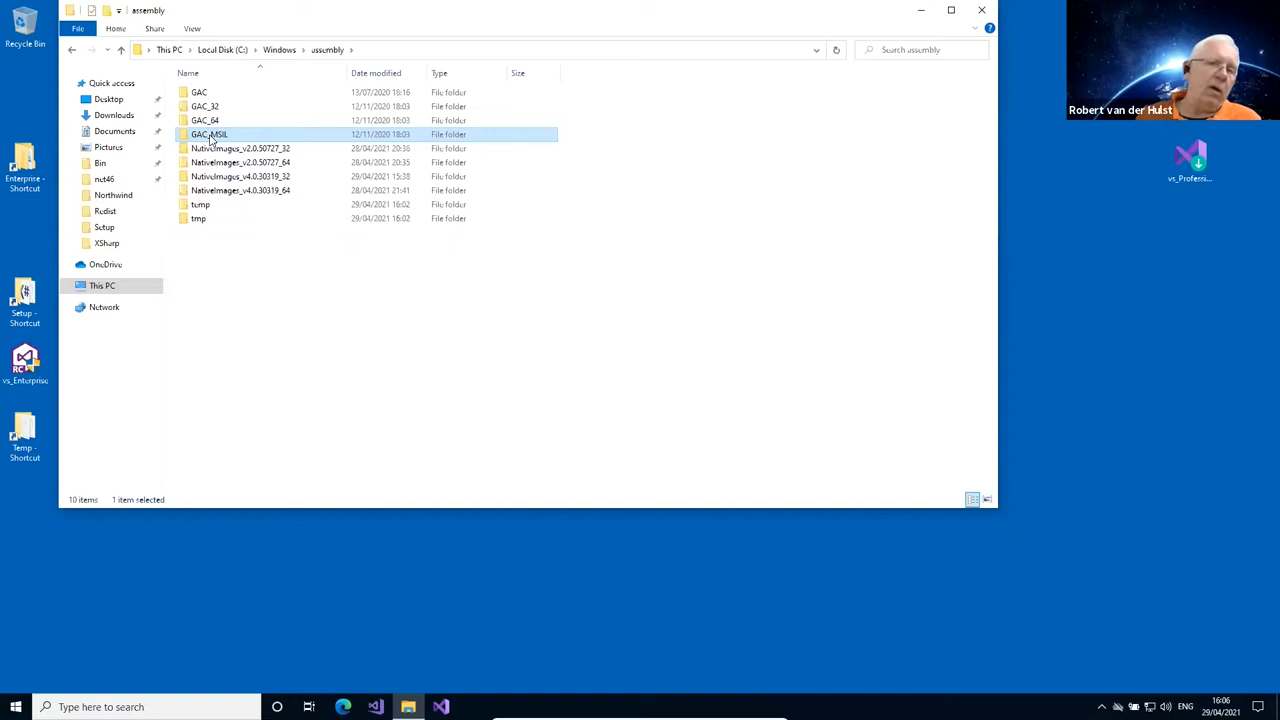 assembly
File
Home
Share
View
This PC
Local Disk (C:)
Windows
assembly
Search assembly
Name
Date modified
Type
Size
GAC
13/07/2020 18:16
File folder
GAC_32
12/11/2020 18:03
File folder
GAC_64
12/11/2020 18:03
File folder
GAC_MSIL
12/11/2020 18:03
File folder
NativeImages_v2.0.50727_32
28/04/2021 20:36
File folder
NativeImages_v2.0.50727_64
28/04/2021 20:35
File folder
NativeImages_v4.0.30319_32
29/04/2021 15:38
File folder
NativeImages_v4.0.30319_64
28/04/2021 21:41
File folder
temp
29/04/2021 16:02
File folder
tmp
29/04/2021 16:02
File folder
Quick access
Desktop
Downloads
Documents
Pictures
Bin
net46
Northwind
Redist
Setup
XSharp
OneDrive
This PC
Network
10 items
1 item selected
Recycle Bin
Enterprise -
Shortcut
Setup -
Shortcut
RC
vs_Enterprise
Temp -
Shortcut
Robert van der Hulst
vs_Professi...
Type here to search
ENG
16:06
29/04/2021